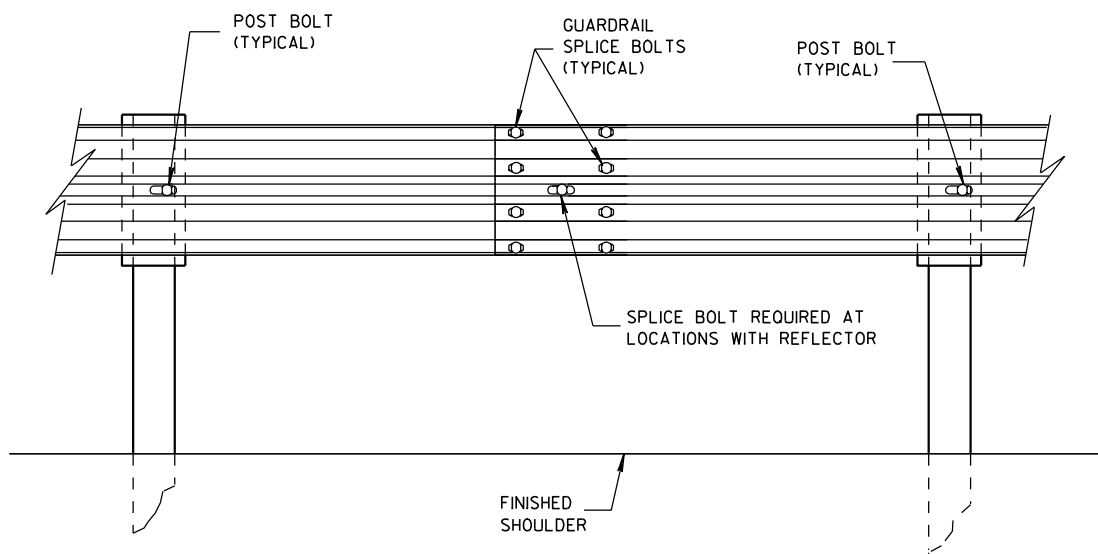 POST BOLT
(TYPICAL)
GUARDRAIL
SPLICE BOLTS
(TYPICAL)
POST BOLT
(TYPICAL)
SPLICE BOLT REQUIRED AT
LOCATIONS WITH REFLECTOR
FINISHED
SHOULDER